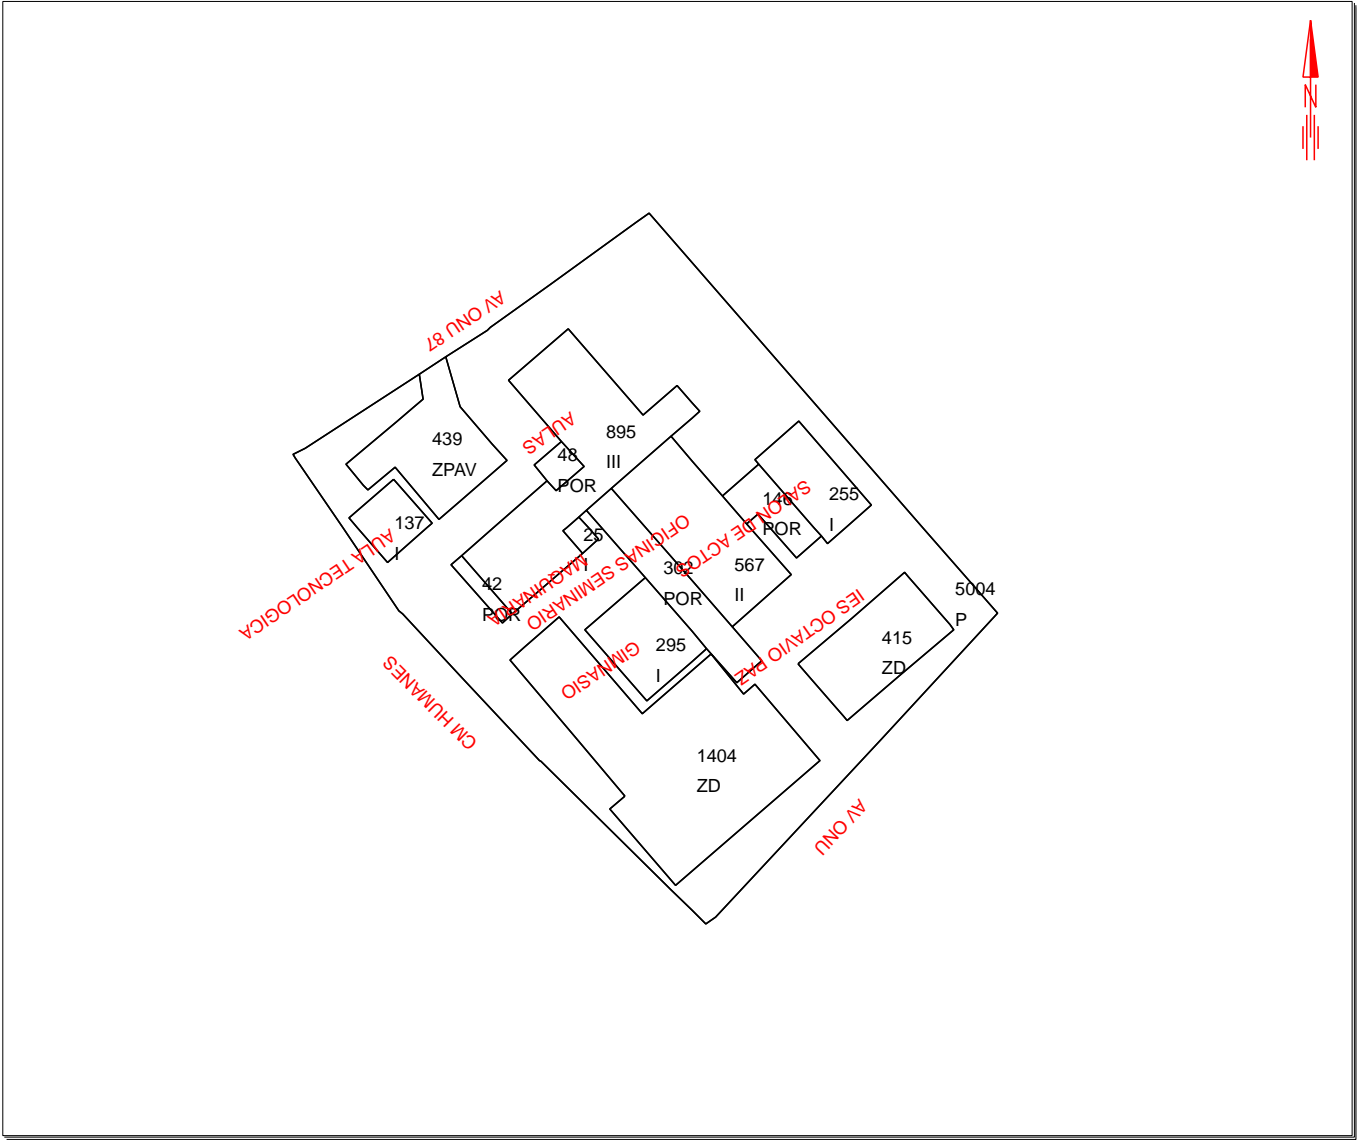 N
AV ONU 87
AULAS
895
III
439
ZPAV
48
POR
SALON DE ACTOS
255
I
146
POR
137
I
AULA TECNOLOGICA
OFICINAS SEMINARIO
25
I
MAQUINARIA
42
POR
302
POR
567
II
5004
P
IES OCTAVIO PAZ
415
ZD
GIMNASIO
295
I
CM HUMANES
1404
ZD
AV ONU